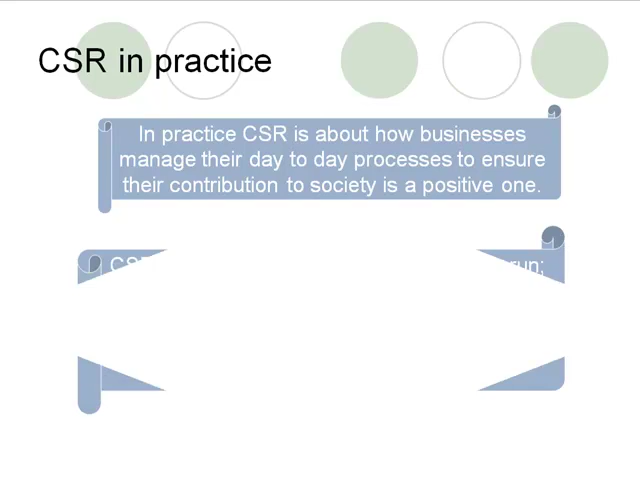 CSR in practice
In practice CSR is about how businesses
manage their day to day processes to ensure
their contribution to society is a positive one.
run;